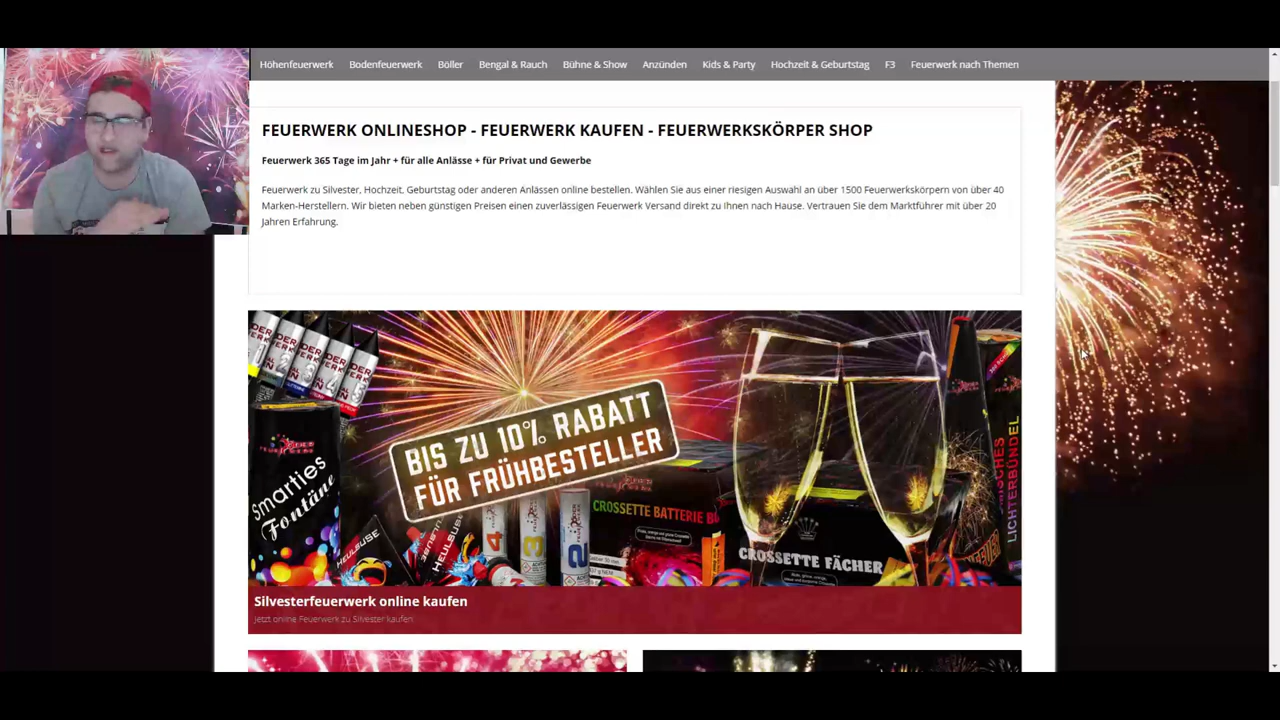 Höhenfeuerwerk Bodenfeuerwerk Böller Bengal & Rauch Bühne & Show Anzünden Kids & Party Hochzeit & Geburtstag F3 Feuerwerk nach Themen
FEUERWERK ONLINESHOP - FEUERWERK KAUFEN - FEUERWERKSKÖRPER SHOP
Feuerwerk 365 Tage im Jahr + für alle Anlässe + für Privat und Gewerbe
Feuerwerk zu Silvester, Hochzeit, Geburtstag oder anderen Anlässen online bestellen. Wählen Sie aus einer riesigen Auswahl an über 1500 Feuerwerkskörpern von über 40
Marken-Herstellern. Wir bieten neben günstigen Preisen einen zuverlässigen Feuerwerk Versand direkt zu Ihnen nach Hause. Vertrauen Sie dem Marktführer mit über 20
Jahren Erfahrung.
BIS ZU 10% RABATT
FÜR FRÜHBESTELLER
Smarties
Fontäne
HEULBUSE
HEULBUSE
4
3
2
CROSSETTE BATTERIE
CROSSETTE FÄCHER
LICHTERBÜNDEL
Silvesterfeuerwerk online kaufen
Jetzt online Feuerwerk zu Silvester kaufen